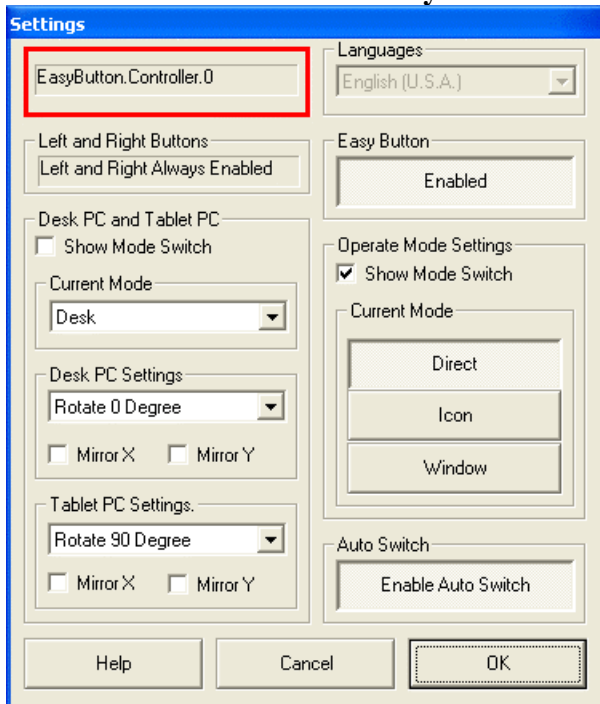 Settings
EasyButton.Controller.0
Languages
English (U.S.A.)
Left and Right Buttons
Left and Right Always Enabled
Easy Button
Enabled
Desk PC and Tablet PC
Show Mode Switch
Current Mode
Desk
Desk PC Settings
Rotate 0 Degree
Mirror X
Mirror Y
Tablet PC Settings.
Rotate 90 Degree
Mirror X
Mirror Y
Operate Mode Settings
Show Mode Switch
Current Mode
Direct
Icon
Window
Auto Switch
Enable Auto Switch
Help
Cancel
OK